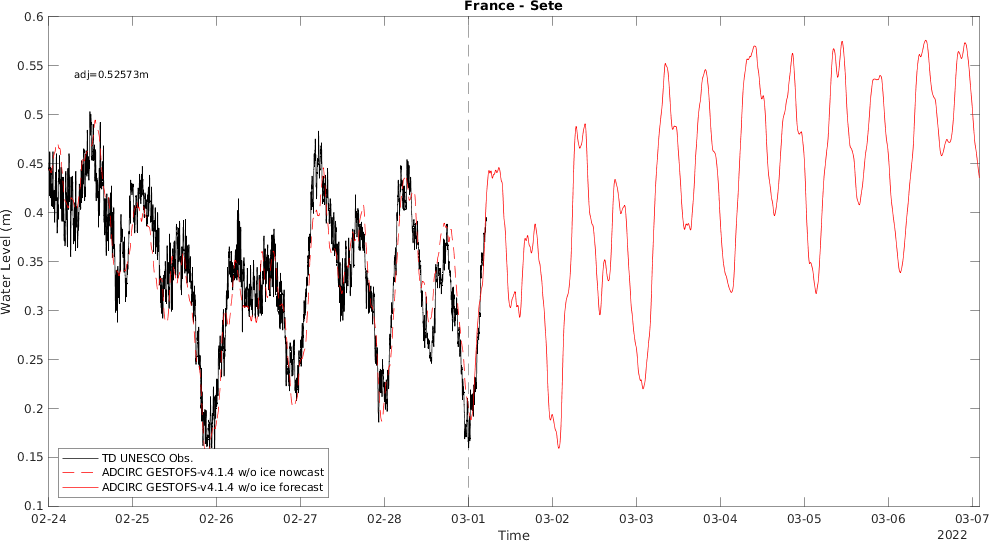 France - Sete
adj=0.52573m
0.6
0.55
0.5
0.45
0.4
0.35
0.3
0.25
0.2
0.15
0.1
Water Level (m)
TD UNESCO Obs.
ADCIRC GESTOFS-v4.1.4 w/o ice nowcast
ADCIRC GESTOFS-v4.1.4 w/o ice forecast
02-24 02-25 02-26 02-27 02-28 03-01 03-02 03-03 03-04 03-05 03-06 03-07
Time
2022